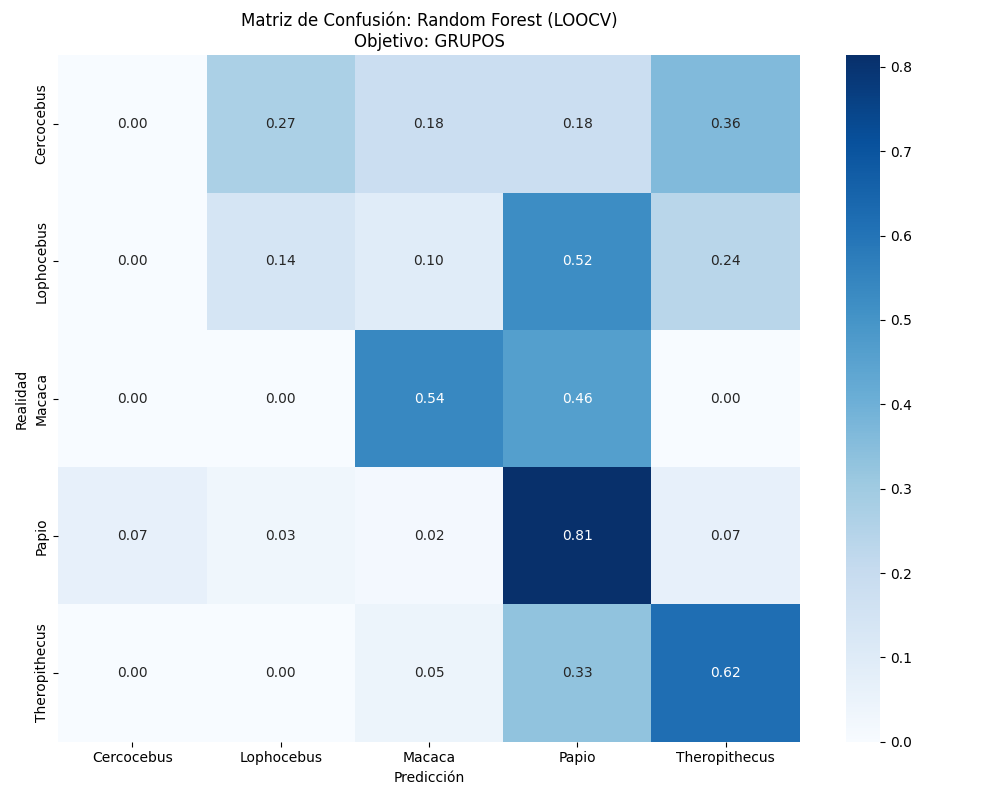 Matriz de Confusión: Random Forest (LOOCV)
Objetivo: GRUPOS
Realidad
Cercocebus
0.00 0.27 0.18 0.18 0.36
Lophocebus
0.00 0.14 0.10 0.52 0.24
Macaca
0.00 0.00 0.54 0.46 0.00
Papio
0.07 0.03 0.02 0.81 0.07
Theropithecus
0.00 0.00 0.05 0.33 0.62
Cercocebus Lophocebus Macaca Papio Theropithecus
Predicción
0.8
0.7
0.6
0.5
0.4
0.3
0.2
0.1
0.0